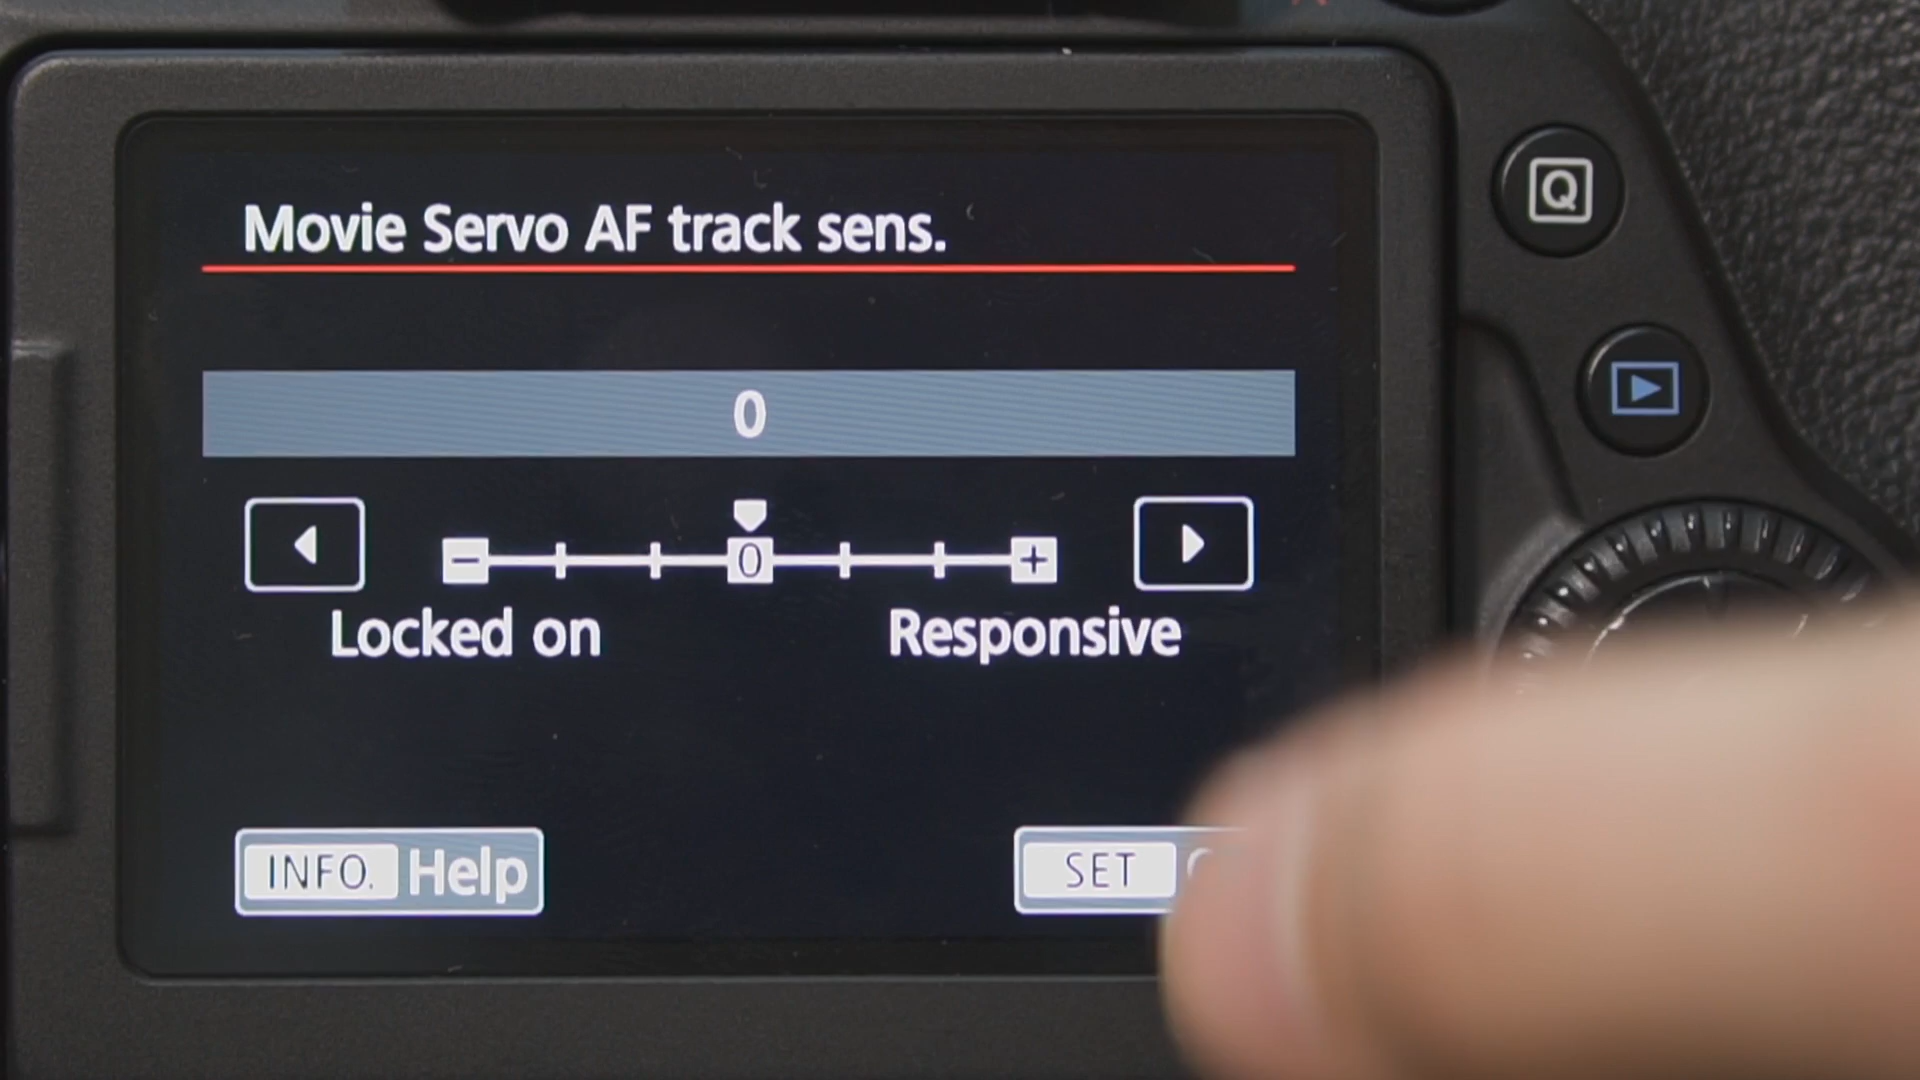 Q
Movie Servo AF track sens.
0
− 0 +
Locked on Responsive
INFO. Help SET